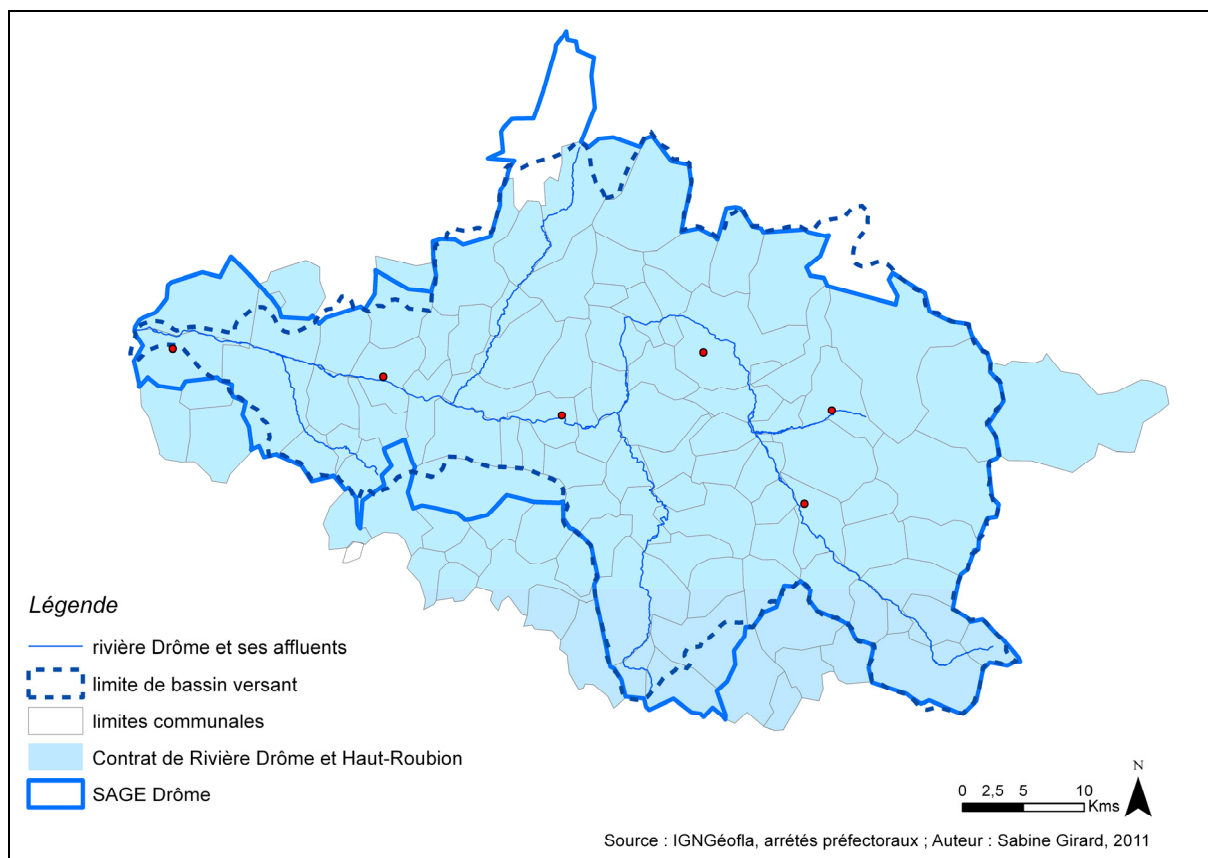 Légende
rivière Drôme et ses affluents
limite de bassin versant
limites communales
Contrat de Rivière Drôme et Haut-Roubion
SAGE Drôme
N
0 2,5 5 10
Kms
Source : IGNGéofla, arrétés préfectoraux ; Auteur : Sabine Girard, 2011